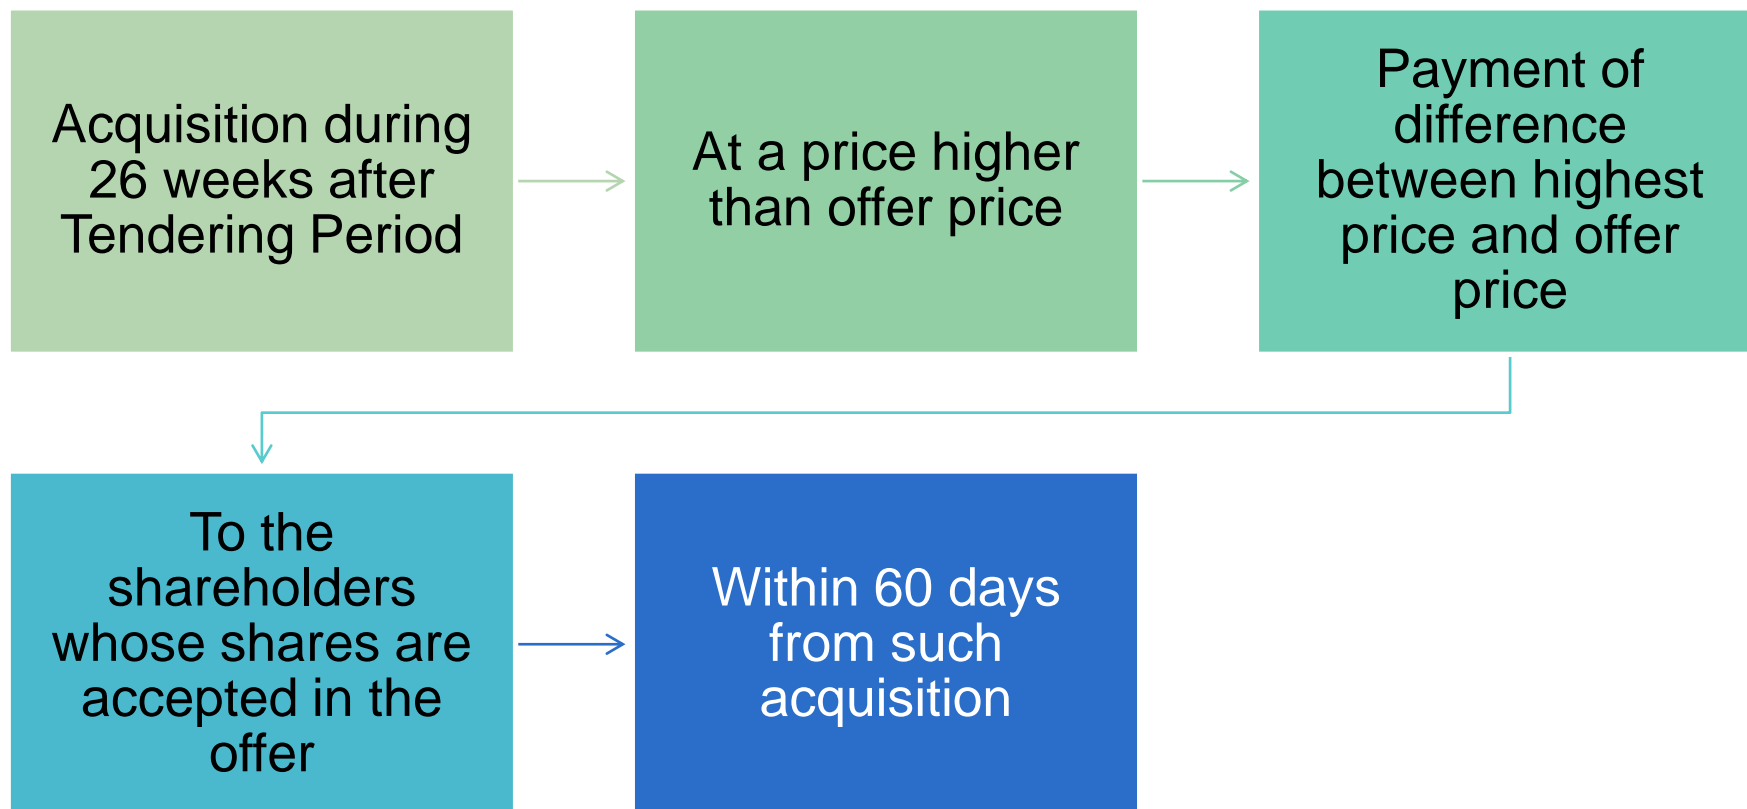 Acquisition during
26 weeks after
Tendering Period
At a price higher
than offer price
Payment of
difference
between highest
price and offer
price
To the
shareholders
whose shares are
accepted in the
offer
Within 60 days
from such
acquisition